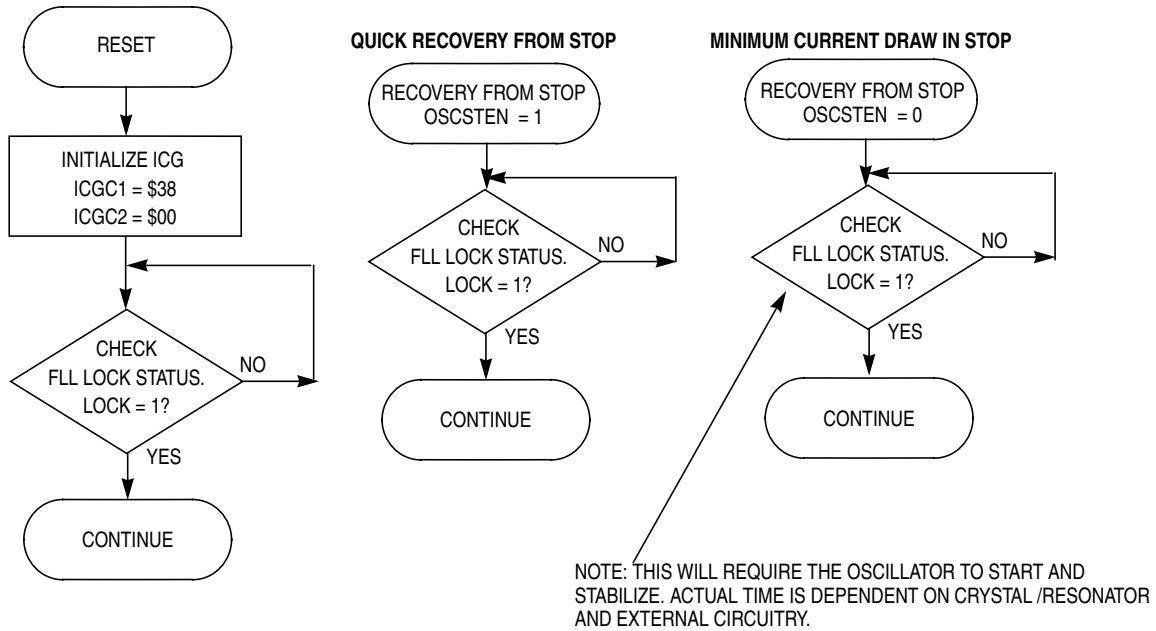 RESET
INITIALIZE ICG
ICGC1 = $38
ICGC2 = $00
CHECK
FLL LOCK STATUS.
LOCK = 1?
NO
YES
CONTINUE
QUICK RECOVERY FROM STOP
RECOVERY FROM STOP
OSCSTEN = 1
CHECK
FLL LOCK STATUS.
LOCK = 1?
NO
YES
CONTINUE
MINIMUM CURRENT DRAW IN STOP
RECOVERY FROM STOP
OSCSTEN = 0
CHECK
FLL LOCK STATUS.
LOCK = 1?
NO
YES
CONTINUE
NOTE: THIS WILL REQUIRE THE OSCILLATOR TO START AND
STABILIZE. ACTUAL TIME IS DEPENDENT ON CRYSTAL /RESONATOR
AND EXTERNAL CIRCUITRY.